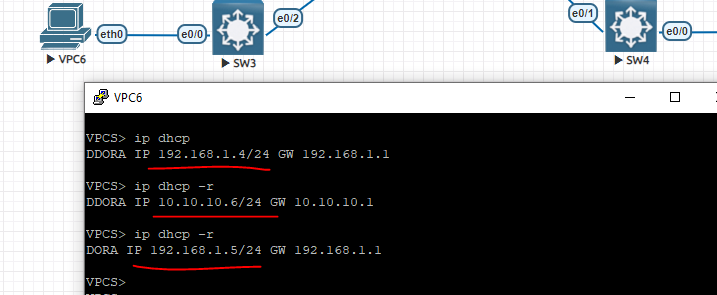 eth0
e0/0
e0/2
e0/1
e0/0
VPC6
SW3
SW4
VPC6
VPCS> ip dhcp
DDORA IP 192.168.1.4/24 GW 192.168.1.1
VPCS> ip dhcp -r
DDORA IP 10.10.10.6/24 GW 10.10.10.1
VPCS> ip dhcp -r
DORA IP 192.168.1.5/24 GW 192.168.1.1
VPCS>